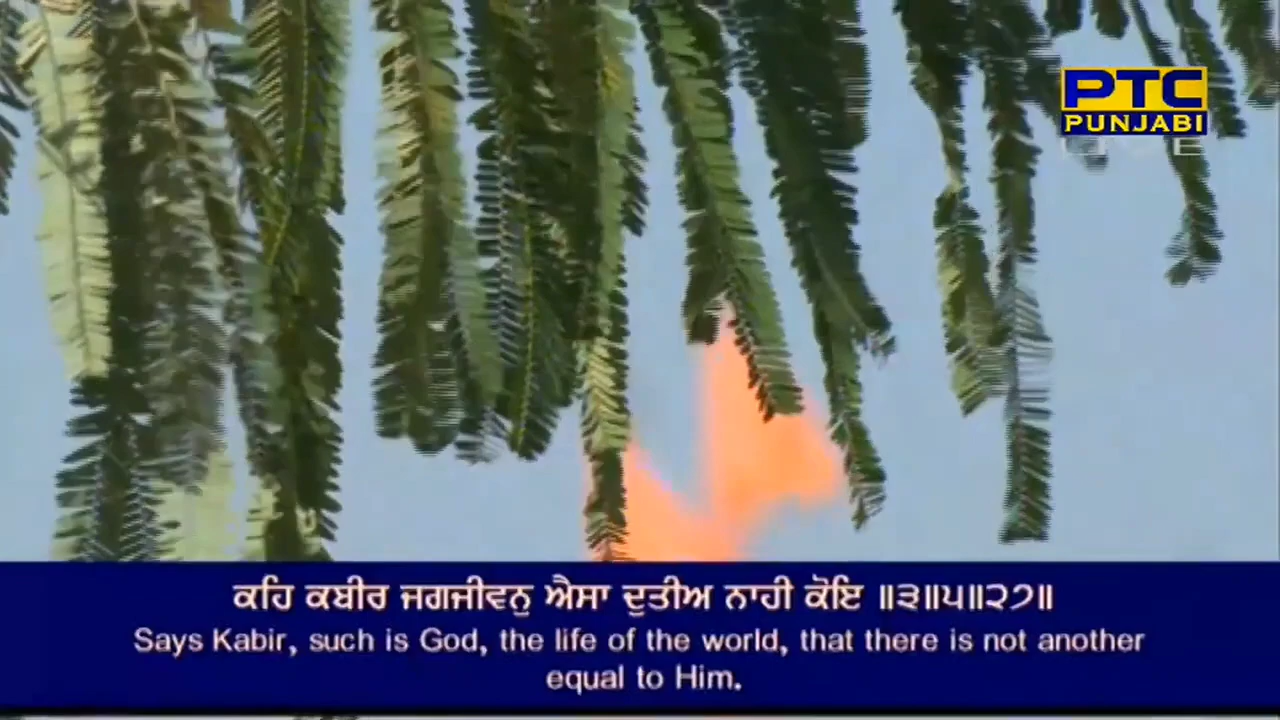 PTC
PUNJABI
LIVE
ਕਹਿ ਕਬੀਰ ਜਗਜੀਵਨੁ ਐਸਾ ਦੁਤੀਅ ਨਾਹੀ ਕੋਇ ॥੩॥੫॥੨੭॥
Says Kabir, such is God, the life of the world, that there is not another
equal to Him.